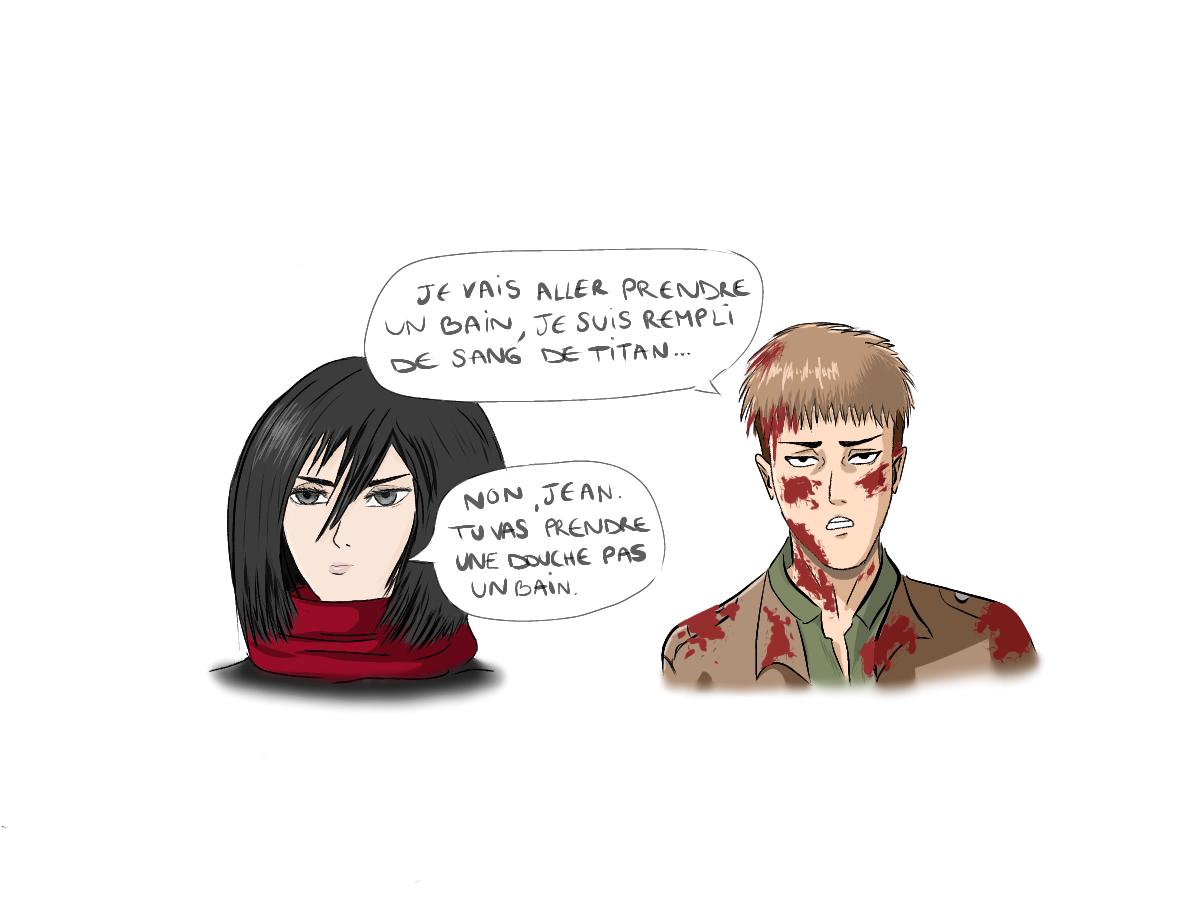 JE VAIS ALLER PRENDRE
UN BAIN, JE SUIS REMPLI
DE SANG DE TITAN...
NON, JEAN.
TU VAS PRENDRE
UNE DOUCHE PAS
UN BAIN.